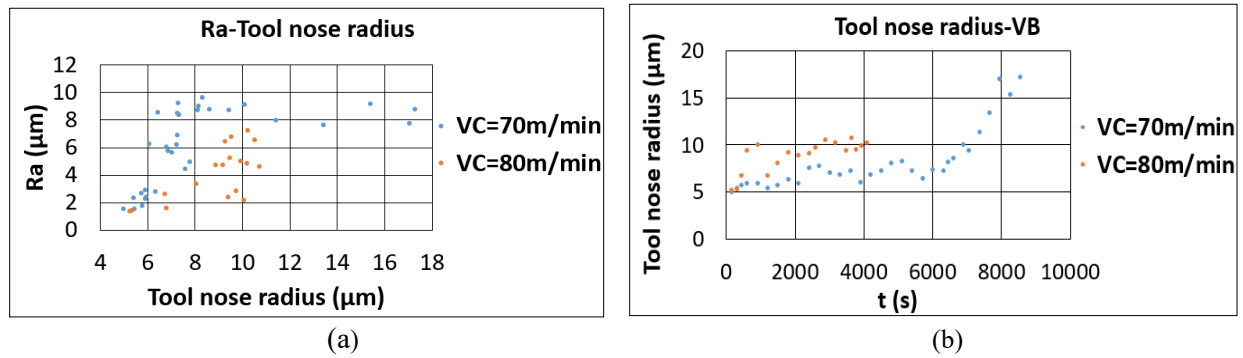 Ra-Tool nose radius
Ra (µm)
12
10
8
6
4
2
0
4 6 8 10 12 14 16 18
Tool nose radius (µm)
VC=70m/min
VC=80m/min
(a)
Tool nose radius-VB
Tool nose radius (µm)
20
15
10
5
0
0 2000 4000 6000 8000 10000
t (s)
VC=70m/min
VC=80m/min
(b)